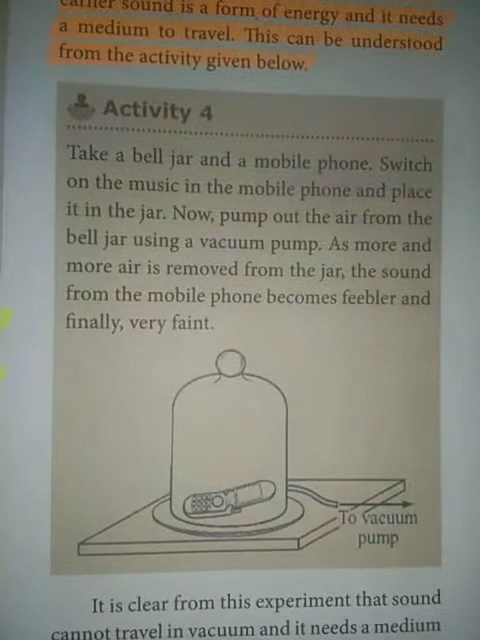 earlier sound is a form of energy and it needs
a medium to travel. This can be understood
from the activity given below.
Activity 4
Take a bell jar and a mobile phone. Switch
on the music in the mobile phone and place
it in the jar. Now, pump out the air from the
bell jar using a vacuum pump. As more and
more air is removed from the jar, the sound
from the mobile phone becomes feebler and
finally, very faint.
To vacuum
pump
It is clear from this experiment that sound
cannot travel in vacuum and it needs a medium